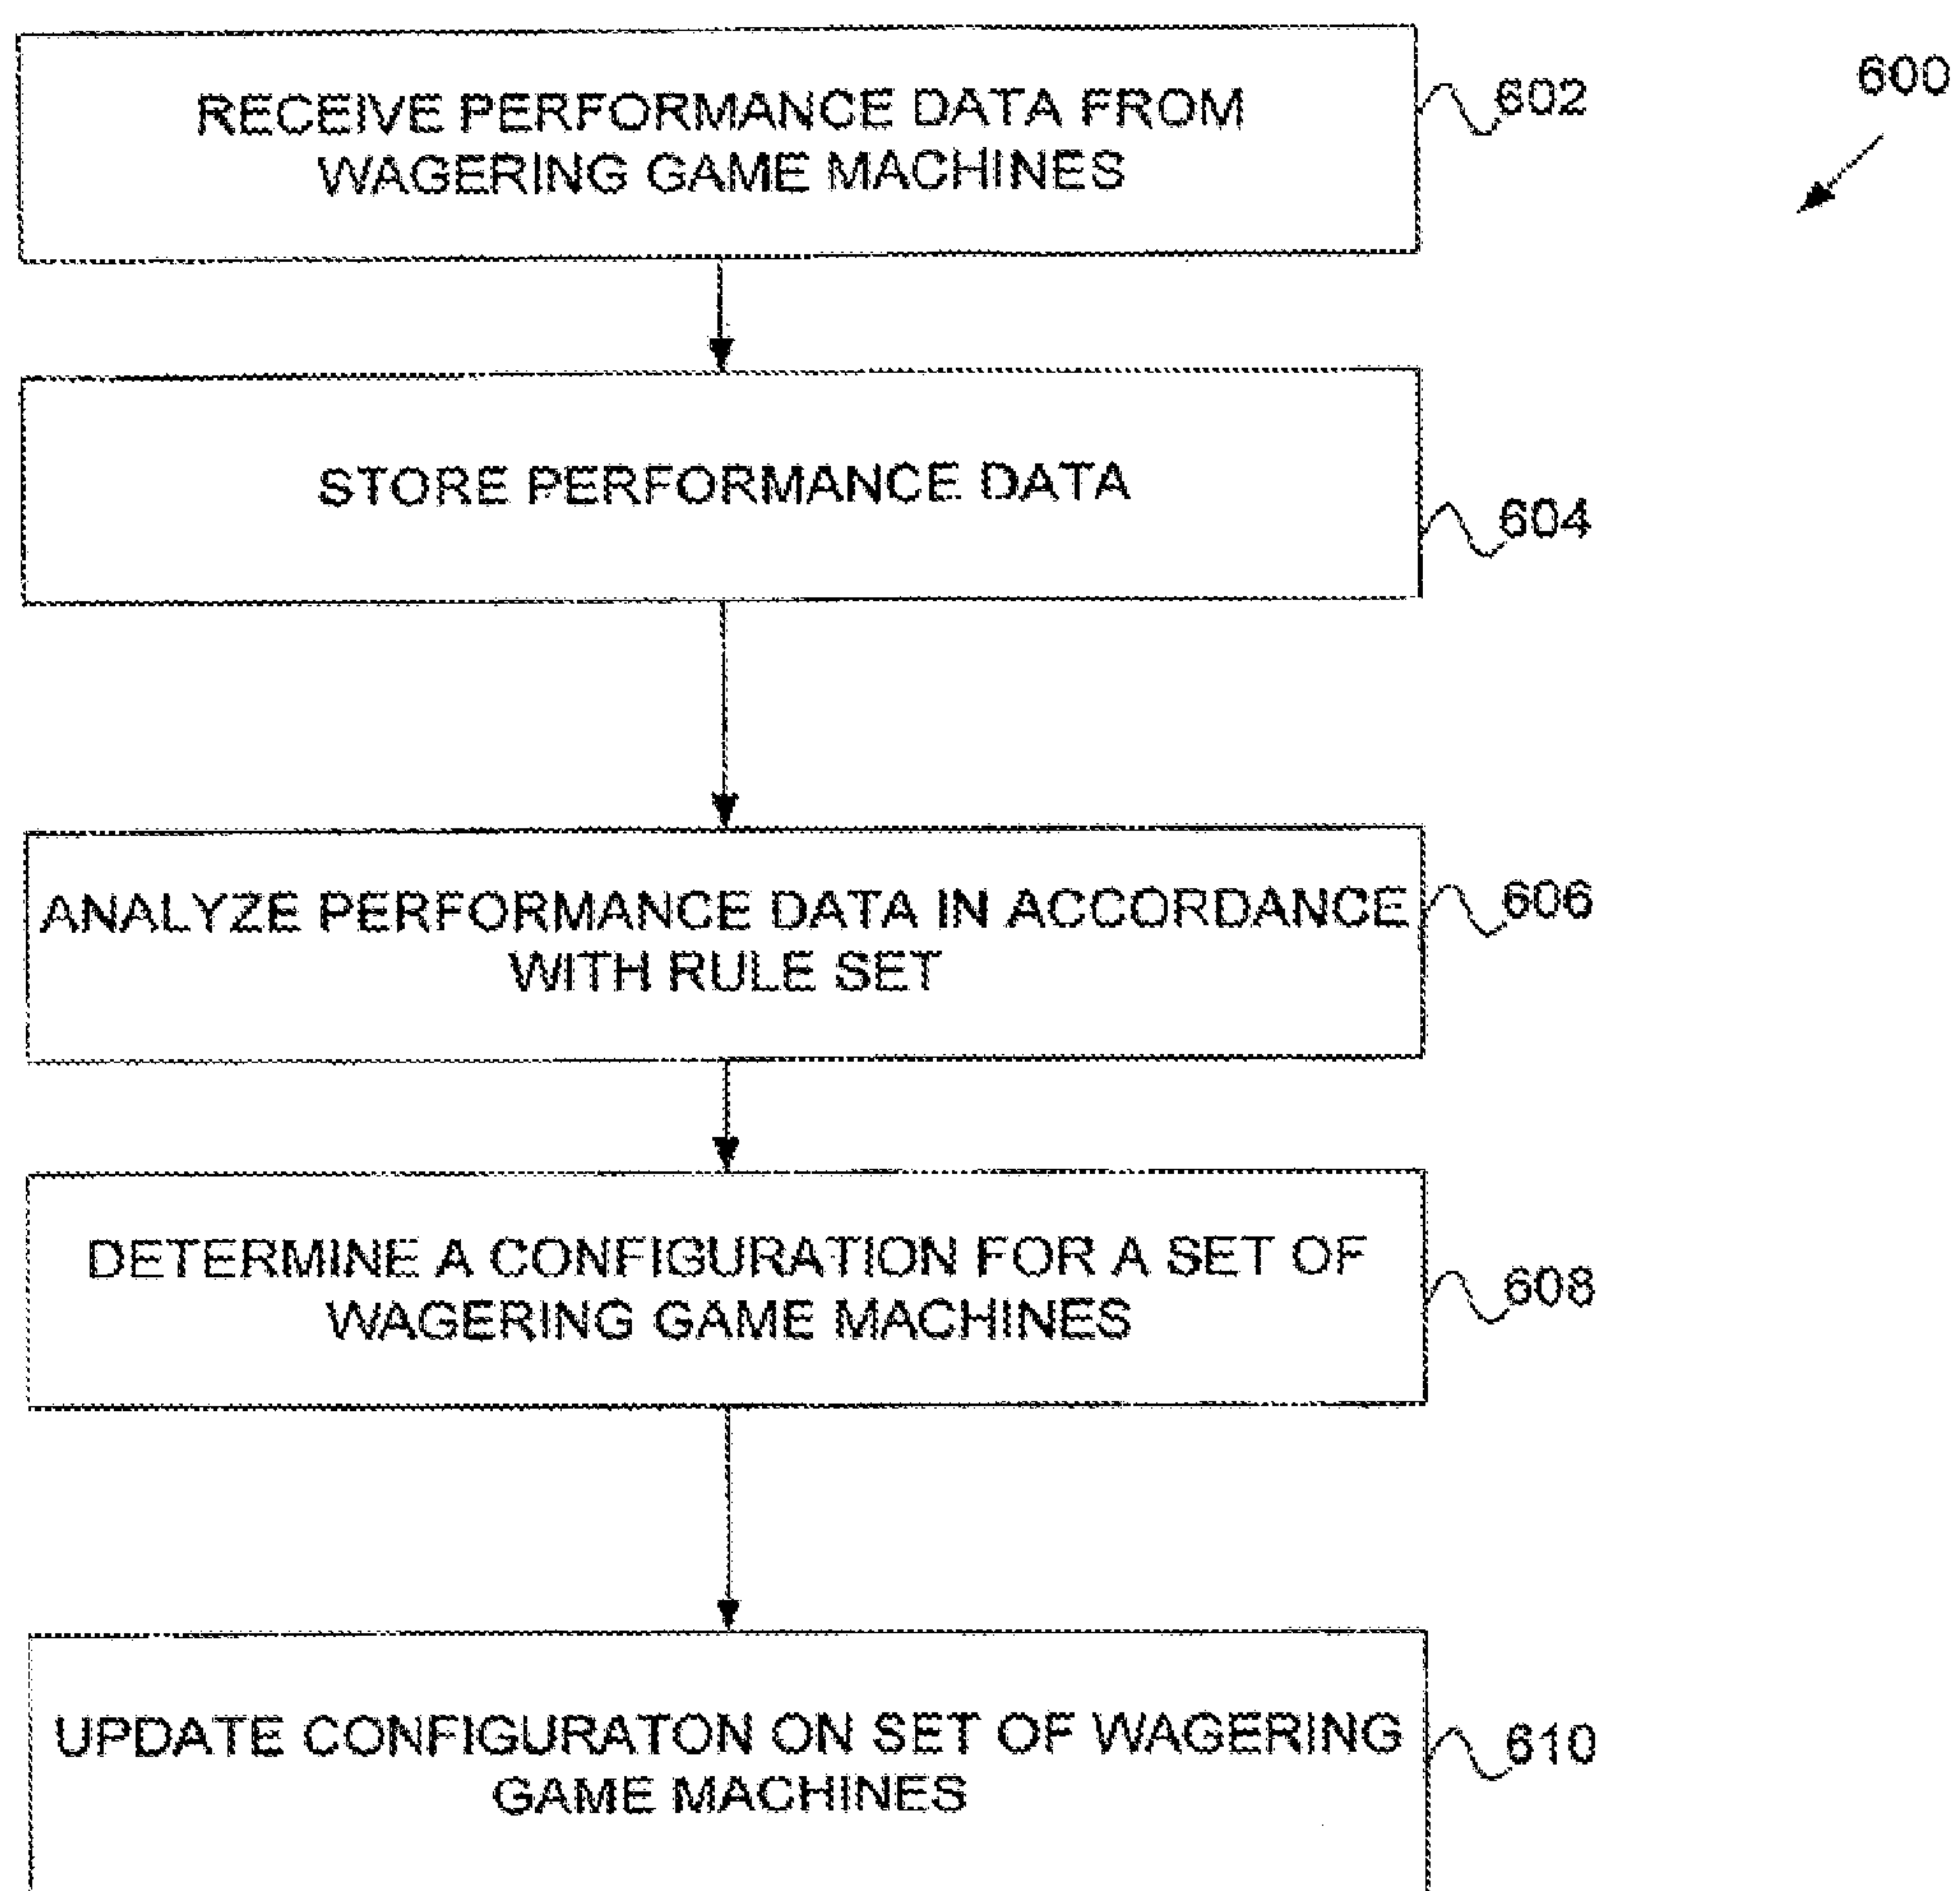 RECEIVE PERFORMANCE DATA FROM
WAGERING GAME MACHINES
602
600
STORE PERFORMANCE DATA
604
ANALYZE PERFORMANCE DATA IN ACCORDANCE
WITH RULE SET
606
DETERMINE A CONFIGURATION FOR A SET OF
WAGERING GAME MACHINES
608
UPDATE CONFIGURATON ON SET OF WAGERING
GAME MACHINES
610